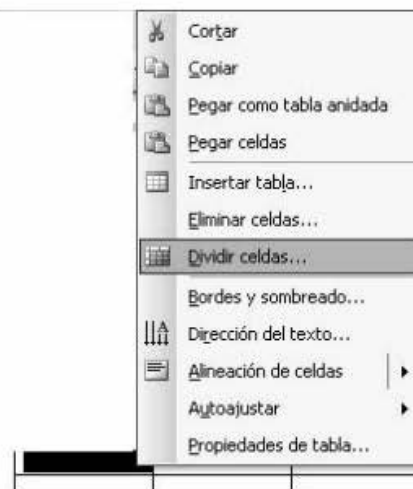 Cortar
Copiar
Pegar como tabla anidada
Pegar celdas
Insertar tabla...
Eliminar celdas...
Dividir celdas...
Bordes y sombreado...
Dirección del texto...
Alineación de celdas
Autoajustar
Propiedades de tabla...